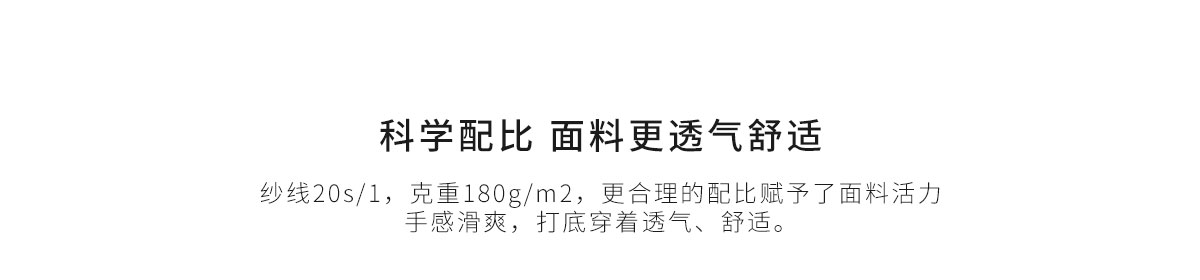 科学配比 面料更透气舒适
纱线20s/1，克重180g/m2，更合理的配比赋予了面料活力
手感滑爽，打底穿着透气、舒适。